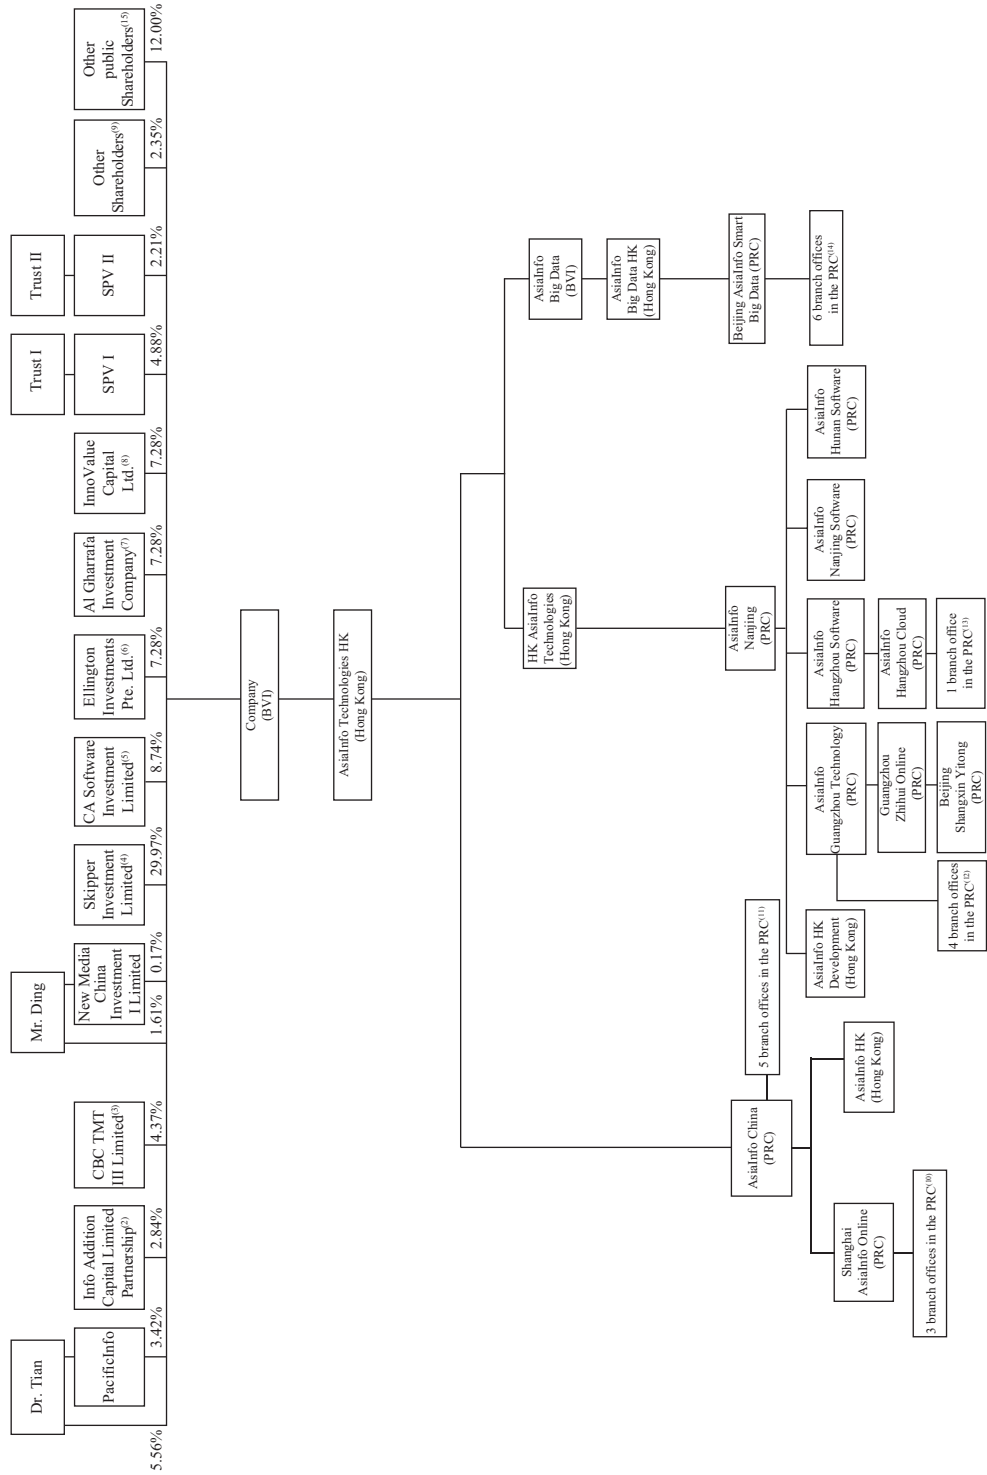 Dr. Tian
Mr. Ding
Trust I
Trust II
PacificInfo
Info Addition
Capital Limited
Partnership(2)
CBC TMT
III Limited(3)
New Media
China
Investment
I Limited
Skipper
Investment
Limited(4)
CA Software
Investment
Limited(5)
Ellington
Investments
Pte. Ltd.(6)
Al Gharrafa
Investment
Company(7)
InnoValue
Capital
Ltd.(8)
SPV I
SPV II
Other
Shareholders(9)
Other
public
Shareholders(15)
5.56%
3.42%
2.84%
4.37%
1.61%
0.17%
29.97%
8.74%
7.28%
7.28%
7.28%
4.88%
2.21%
2.35%
12.00%
Company
(BVI)
AsiaInfo Technologies HK
(Hong Kong)
HK AsiaInfo
Technologies
(Hong Kong)
AsiaInfo
Big Data
(BVI)
AsiaInfo
Big Data HK
(Hong Kong)
AsiaInfo China
(PRC)
5 branch offices in the PRC(11)
AsiaInfo
Nanjing
(PRC)
Beijing AsiaInfo Smart
Big Data (PRC)
Shanghai
AsiaInfo Online
(PRC)
AsiaInfo HK
(Hong Kong)
AsiaInfo HK
Development
(Hong Kong)
AsiaInfo
Guangzhou Technology
(PRC)
AsiaInfo
Hangzhou Software
(PRC)
AsiaInfo
Nanjing Software
(PRC)
AsiaInfo
Hunan Software
(PRC)
6 branch offices
in the PRC(14)
Guangzhou
Zhihui Online
(PRC)
AsiaInfo
Hangzhou Cloud
(PRC)
3 branch offices in the PRC(10)
4 branch offices
in the PRC(12)
Beijing
Shangxin Yitong
(PRC)
1 branch office
in the PRC(13)